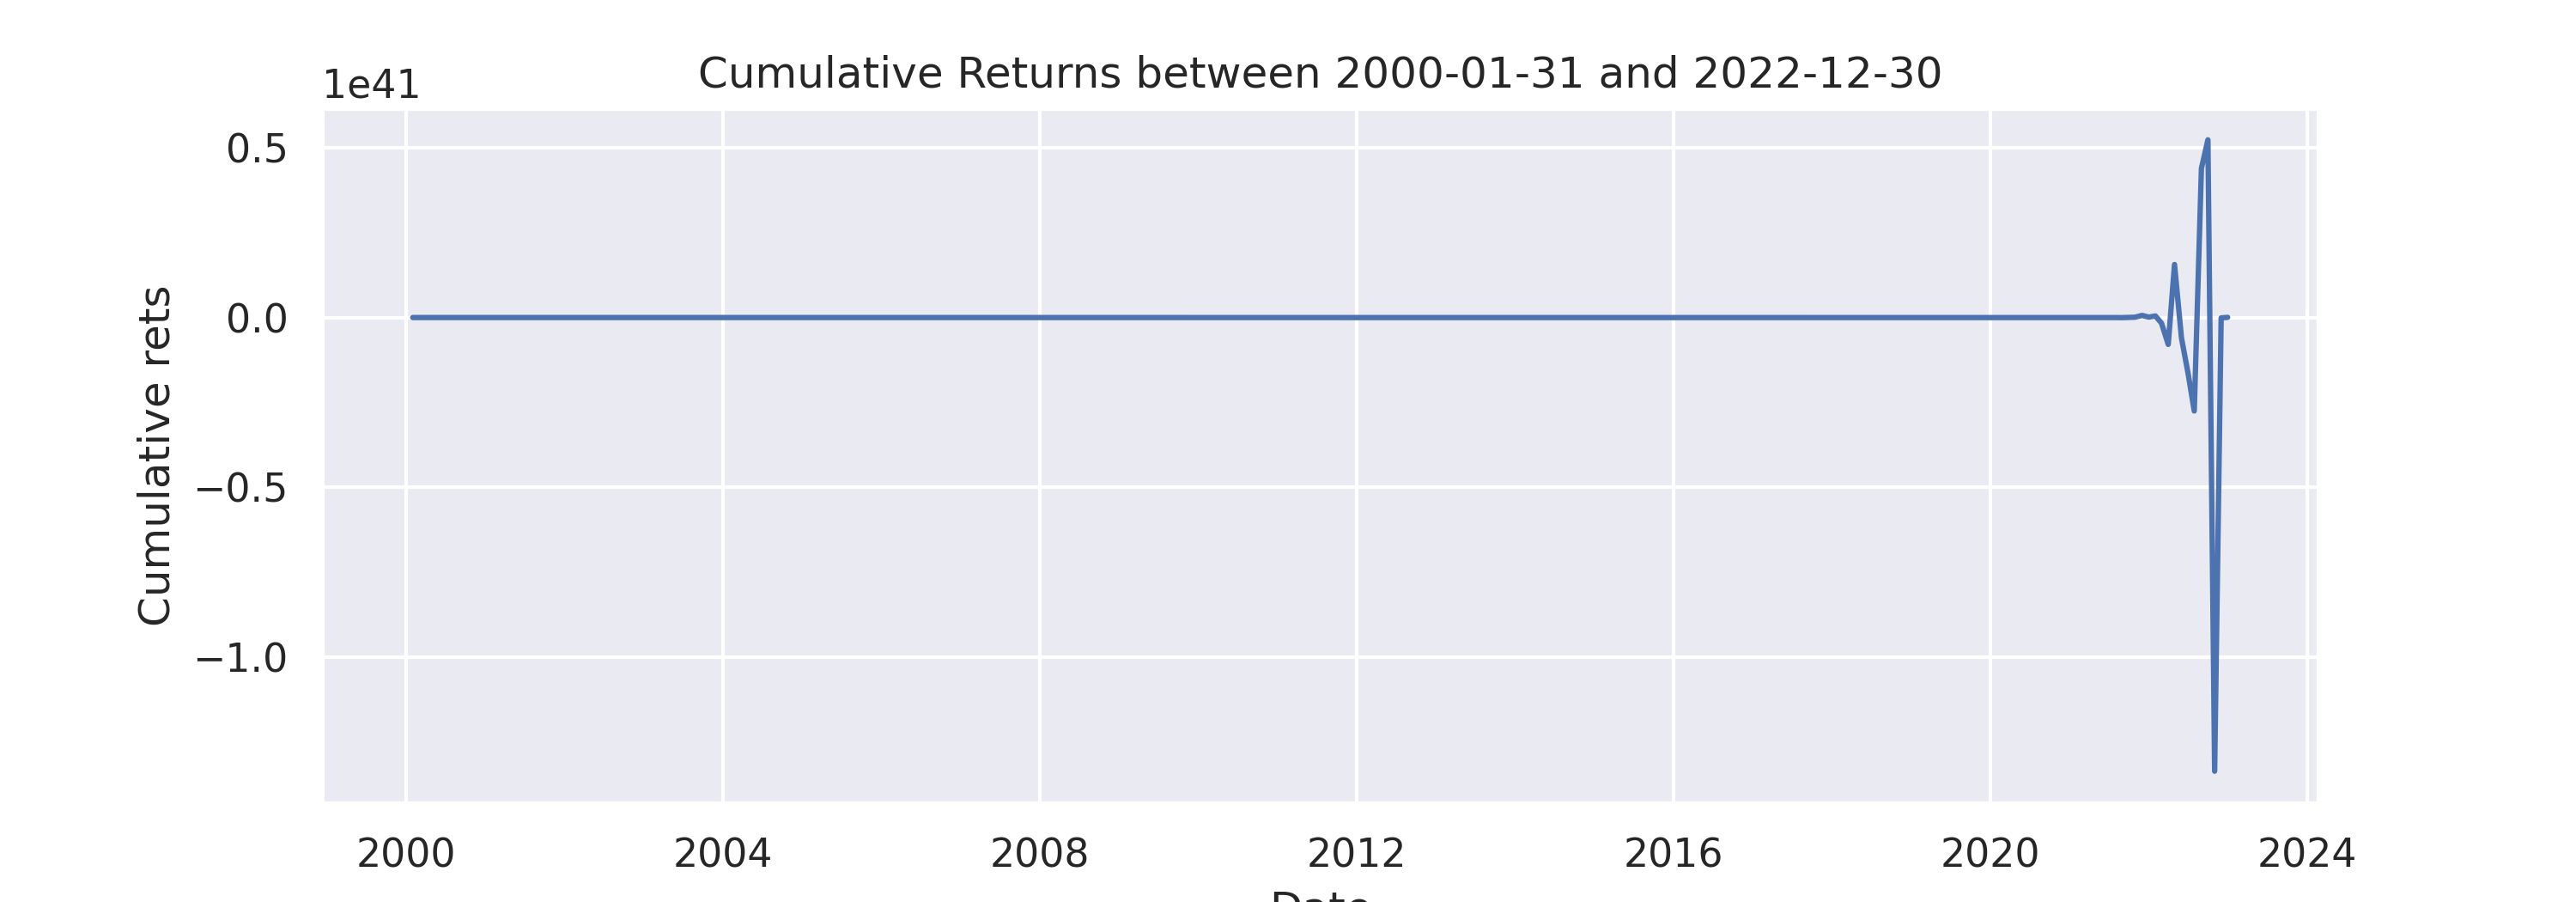 Cumulative Returns between 2000-01-31 and 2022-12-30
1e41
0.5
0.0
−0.5
−1.0
Cumulative rets
2000 2004 2008 2012 2016 2020 2024
Date